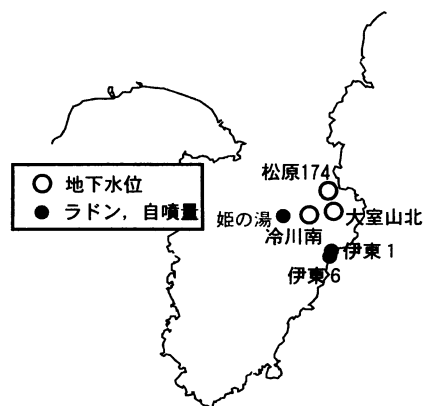 松原174
地下水位
ラドン，自噴量
姫の湯
大室山北
冷川南
伊東1
伊東6